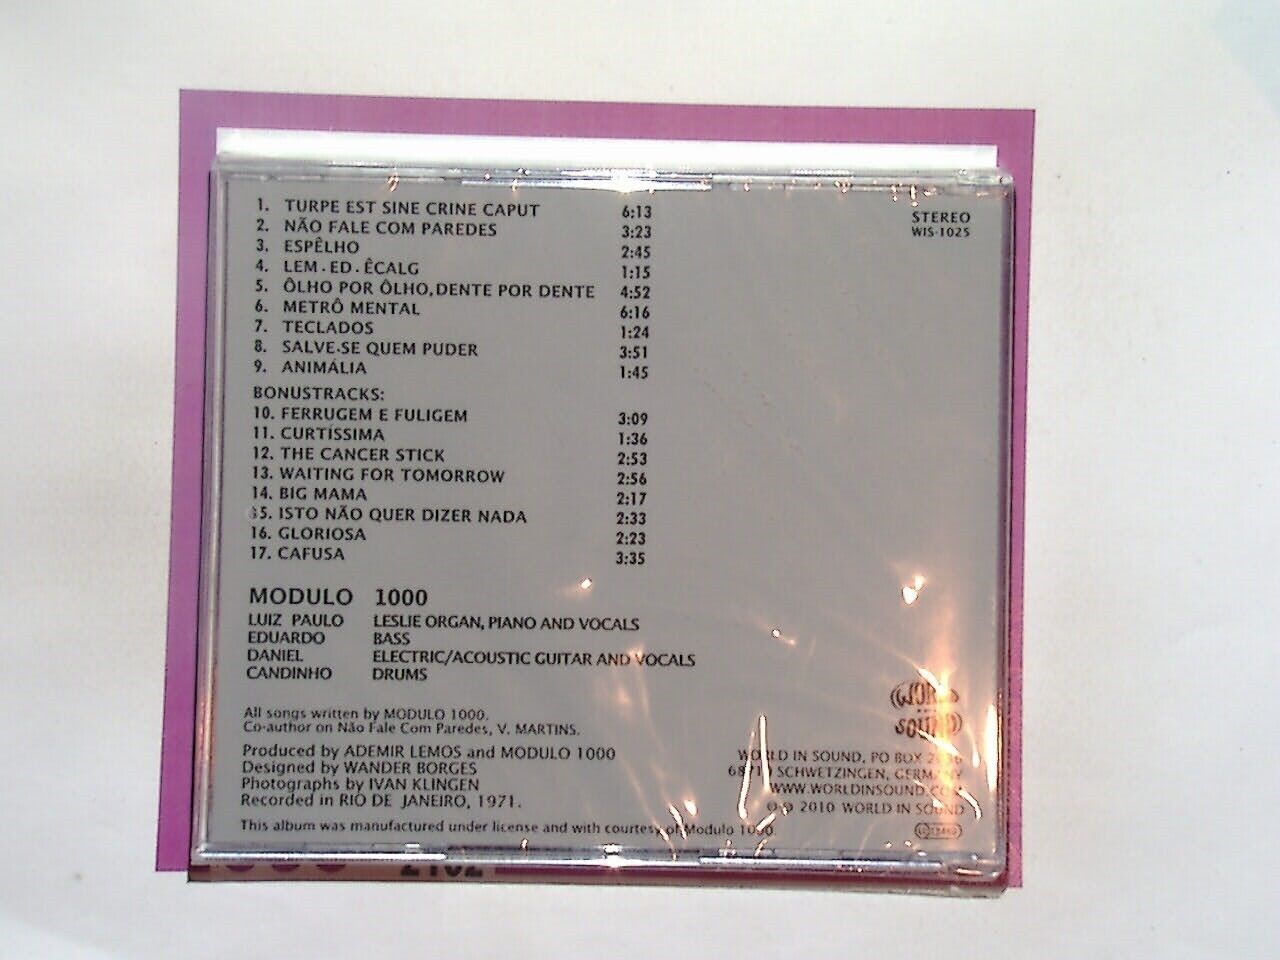 1. TURPE EST SINE CRINE CAPUT 6:13
2. NÃO FALE COM PAREDES 3:23
3. ESPÊLHO 2:45
4. LEM . ED . ÊCALG 1:15
5. ÔLHO POR ÔLHO, DENTE POR DENTE 4:52
6. METRÔ MENTAL 6:16
7. TECLADOS 1:24
8. SALVE-SE QUEM PUDER 3:51
9. ANIMÁLIA 1:45
BONUSTRACKS:
10. FERRUGEM E FULIGEM 3:09
11. CURTÍSSIMA 1:36
12. THE CANCER STICK 2:53
13. WAITING FOR TOMORROW 2:56
14. BIG MAMA 2:17
15. ISTO NÃO QUER DIZER NADA 2:33
16. GLORIOSA 2:23
17. CAFUSA 3:35
STEREO
WIS-1025
MODULO 1000
LUIZ PAULO LESLIE ORGAN, PIANO AND VOCALS
EDUARDO BASS
DANIEL ELECTRIC/ACOUSTIC GUITAR AND VOCALS
CANDINHO DRUMS
All songs written by MODULO 1000.
Co-author on Não Fale Com Paredes, V. MARTINS.
Produced by ADEMIR LEMOS and MODULO 1000
Designed by WANDER BORGES
Photographs by IVAN KLINGEN
Recorded in RIO DE JANEIRO, 1971.
This album was manufactured under license and with courtesy of Modulo 1000.
WORLD
IN
SOUND
WORLD IN SOUND, PO BOX
SCHWETZINGEN, GERMANY
WWW.WORLDINSOUND.COM
℗ © 2010 WORLD IN SOUND